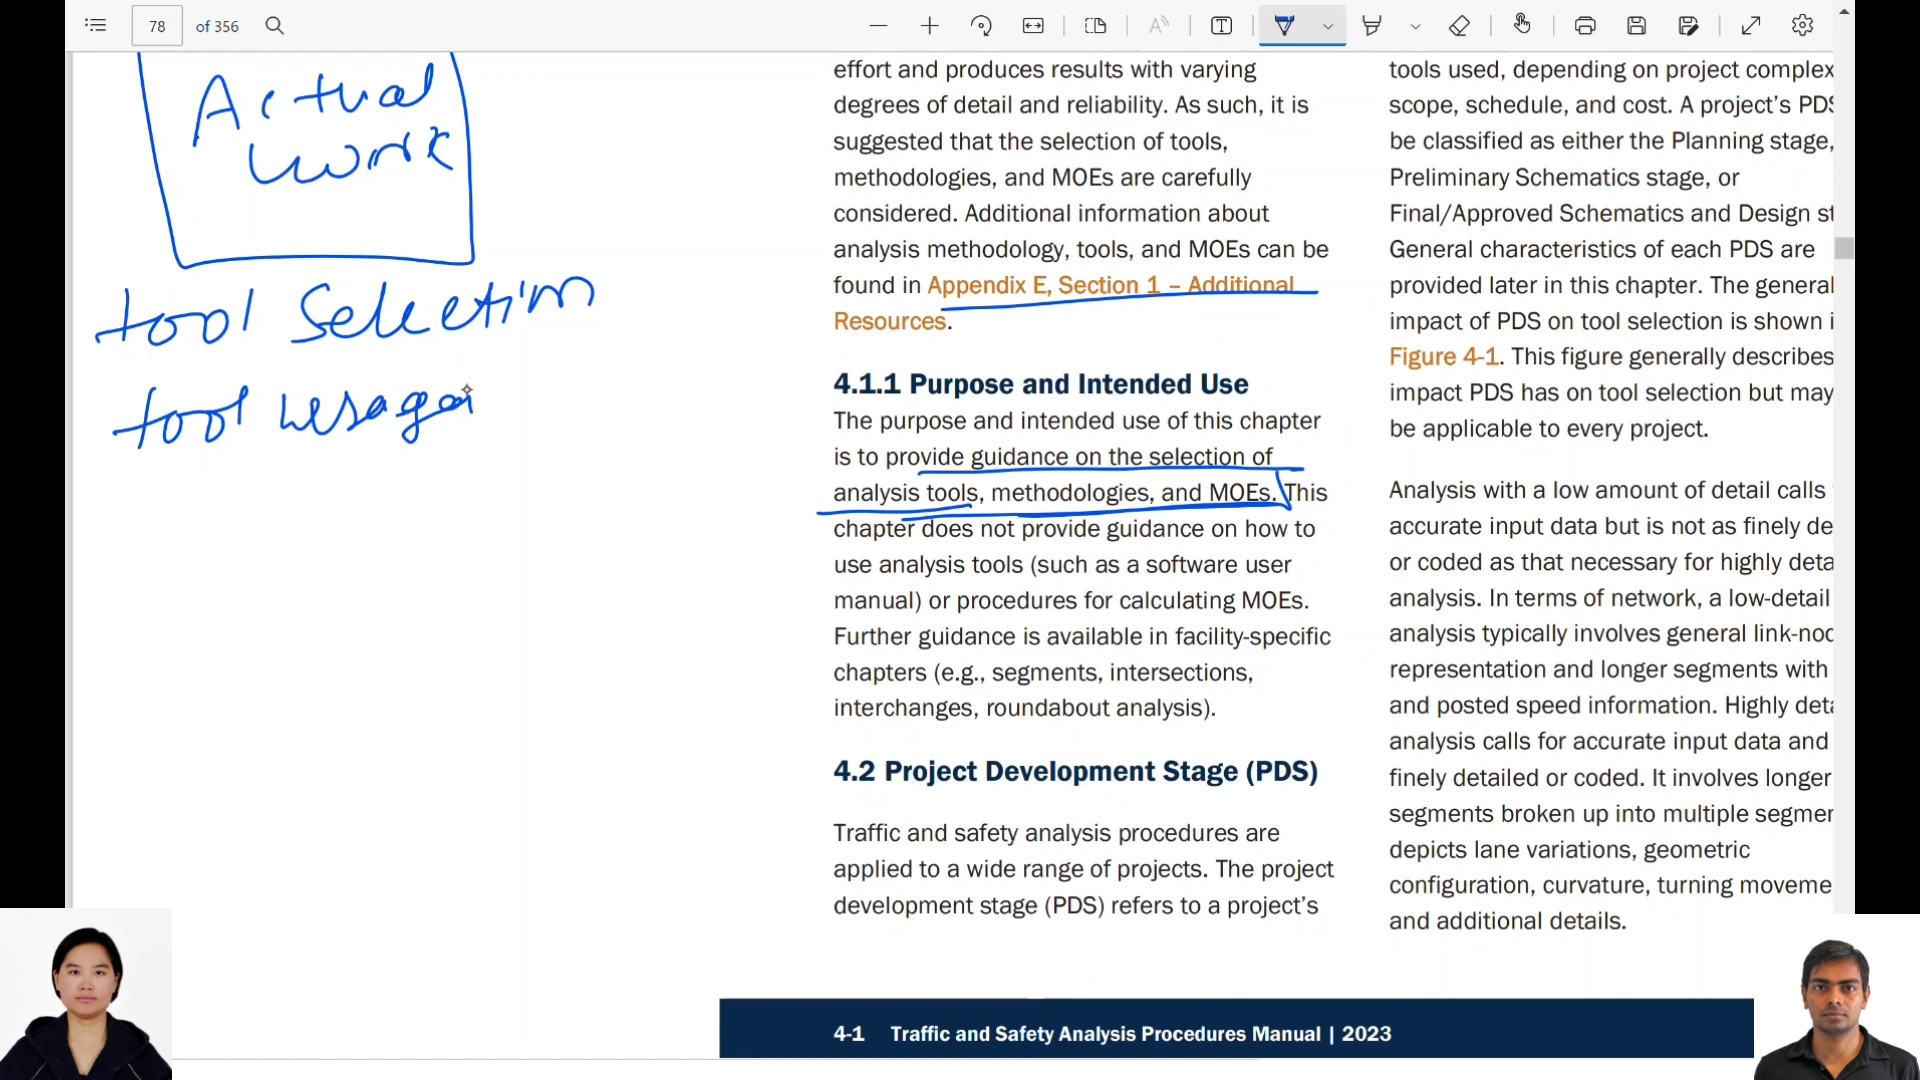 78
of 356
Actual
work
tool Selection
tool usage
effort and produces results with varying
degrees of detail and reliability. As such, it is
suggested that the selection of tools,
methodologies, and MOEs are carefully
considered. Additional information about
analysis methodology, tools, and MOEs can be
found in Appendix E, Section 1 – Additional
Resources.
4.1.1 Purpose and Intended Use
The purpose and intended use of this chapter
is to provide guidance on the selection of
analysis tools, methodologies, and MOEs. This
chapter does not provide guidance on how to
use analysis tools (such as a software user
manual) or procedures for calculating MOEs.
Further guidance is available in facility-specific
chapters (e.g., segments, intersections,
interchanges, roundabout analysis).
4.2 Project Development Stage (PDS)
Traffic and safety analysis procedures are
applied to a wide range of projects. The project
development stage (PDS) refers to a project’s
tools used, depending on project complex
scope, schedule, and cost. A project’s PDS
be classified as either the Planning stage,
Preliminary Schematics stage, or
Final/Approved Schematics and Design st
General characteristics of each PDS are
provided later in this chapter. The general
impact of PDS on tool selection is shown i
Figure 4-1. This figure generally describes
impact PDS has on tool selection but may
be applicable to every project.
Analysis with a low amount of detail calls
accurate input data but is not as finely de
or coded as that necessary for highly deta
analysis. In terms of network, a low-detail
analysis typically involves general link-nod
representation and longer segments with
and posted speed information. Highly deta
analysis calls for accurate input data and
finely detailed or coded. It involves longer
segments broken up into multiple segmen
depicts lane variations, geometric
configuration, curvature, turning moveme
and additional details.
4-1 Traffic and Safety Analysis Procedures Manual | 2023